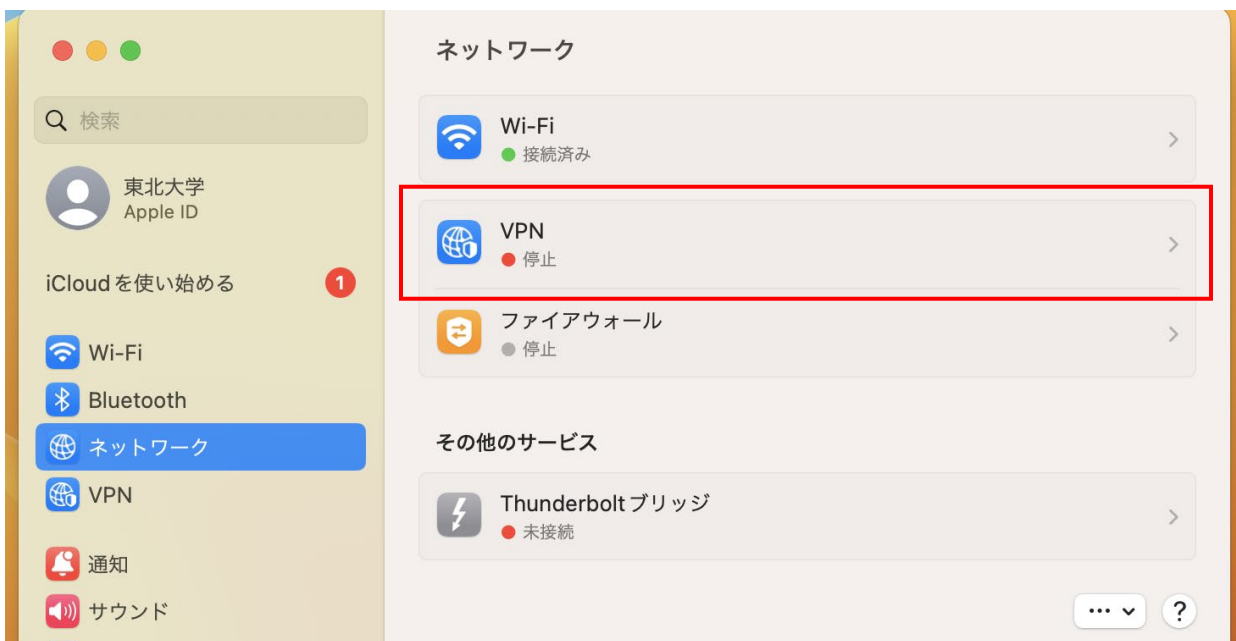 検索
東北大学
Apple ID
iCloudを使い始める
1
Wi-Fi
Bluetooth
ネットワーク
VPN
通知
サウンド
ネットワーク
Wi-Fi
接続済み
VPN
停止
ファイアウォール
停止
その他のサービス
Thunderboltブリッジ
未接続
...
?